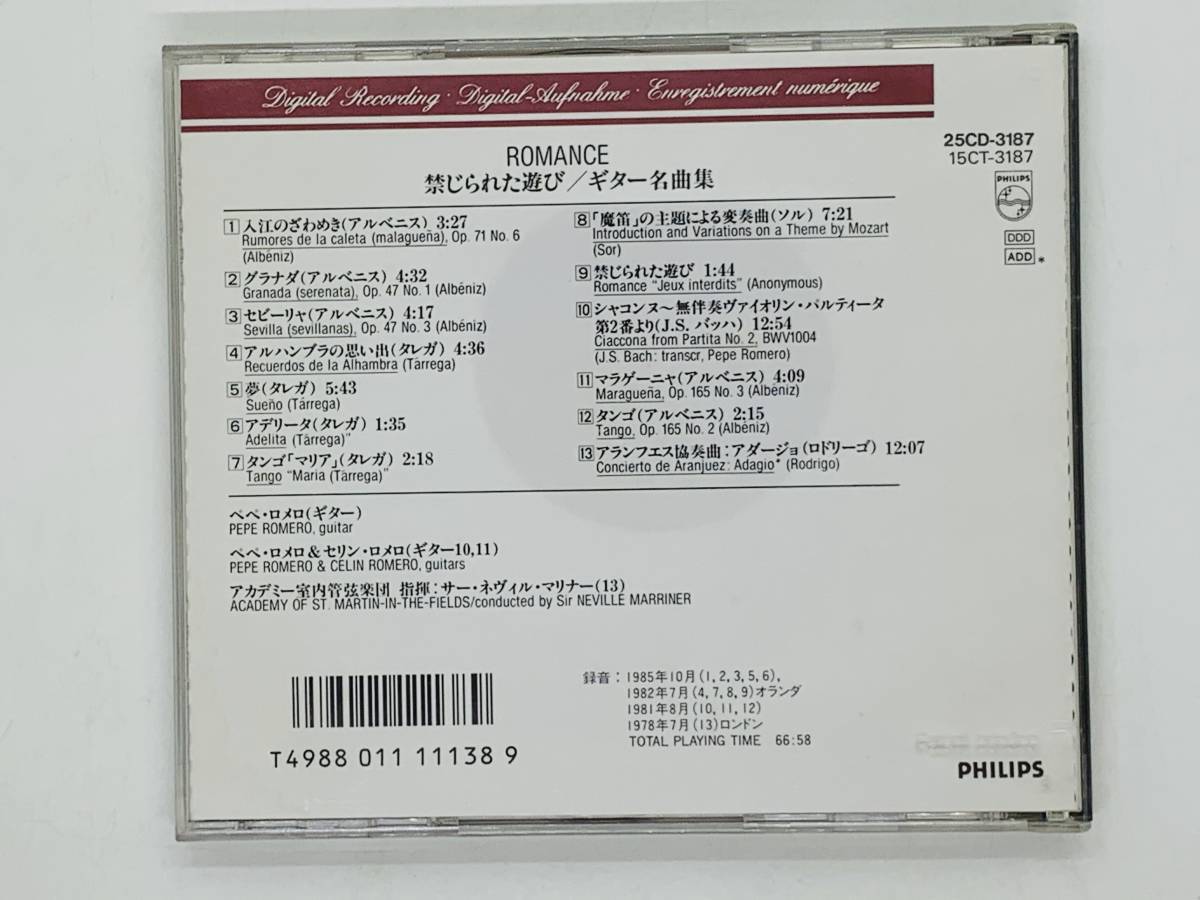 Digital Recording · Digital-Aufnahme · Enregistrement numérique
25CD-3187
15CT-3187
PHILIPS
DDD
ADD *
ROMANCE
禁じられた遊び/ギター名曲集
1 入江のざわめき(アルベニス) 3:27
Rumores de la caleta (malagueña), Op. 71 No. 6
(Albéniz)
2 グラナダ(アルベニス) 4:32
Granada (serenata), Op. 47 No. 1 (Albéniz)
3 セビーリャ(アルベニス) 4:17
Sevilla (sevillanas), Op. 47 No. 3 (Albéniz)
4 アルハンブラの思い出(タレガ) 4:36
Recuerdos de la Alhambra (Tárrega)
5 夢(タレガ) 5:43
Sueño (Tárrega)
6 アデリータ(タレガ) 1:35
Adelita (Tárrega)"
7 タンゴ「マリア」(タレガ) 2:18
Tango "Maria (Tárrega)"
8 「魔笛」の主題による変奏曲(ソル) 7:21
Introduction and Variations on a Theme by Mozart
(Sor)
9 禁じられた遊び 1:44
Romance "Jeux interdits" (Anonymous)
10 シャコンヌ〜無伴奏ヴァイオリン・パルティータ
第2番より(J.S. バッハ) 12:54
Ciaccona from Partita No. 2, BWV1004
(J.S. Bach: transcr, Pepe Romero)
11 マラゲーニャ(アルベニス) 4:09
Maragueña, Op. 165 No. 3 (Albéniz)
12 タンゴ(アルベニス) 2:15
Tango, Op. 165 No. 2 (Albéniz)
13 アランフエス協奏曲:アダージョ(ロドリーゴ) 12:07
Concierto de Aranjuez: Adagio* (Rodrigo)
ペペ・ロメロ(ギター)
PEPE ROMERO, guitar
ペペ・ロメロ&セリン・ロメロ(ギター10,11)
PEPE ROMERO & CELIN ROMERO, guitars
アカデミー室内管弦楽団 指揮:サー・ネヴィル・マリナー(13)
ACADEMY OF ST. MARTIN-IN-THE-FIELDS/conducted by Sir NEVILLE MARRINER
録音:1985年10月(1, 2, 3, 5, 6),
1982年7月(4, 7, 8, 9)オランダ
1981年8月(10, 11, 12)
1978年7月(13)ロンドン
TOTAL PLAYING TIME 66:58
T4988 011 11138 9
PHILIPS